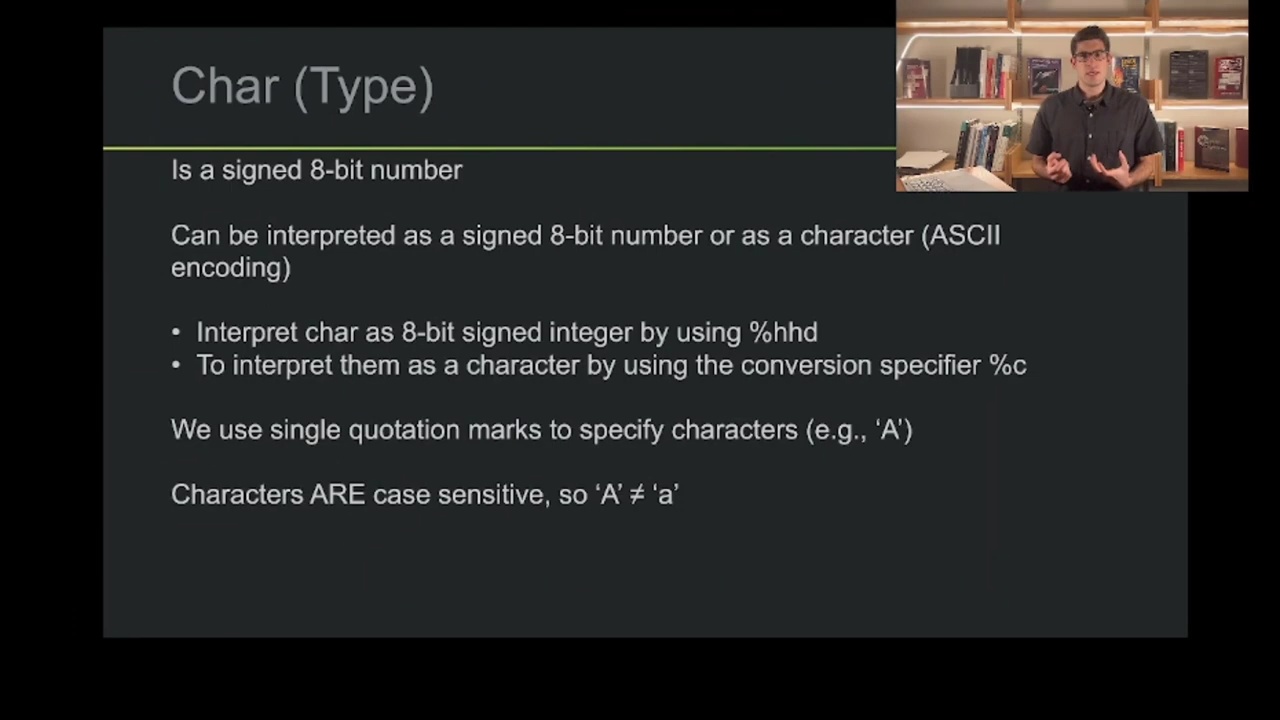 Char (Type)
Is a signed 8-bit number
Can be interpreted as a signed 8-bit number or as a character (ASCII
encoding)
• Interpret char as 8-bit signed integer by using %hhd
• To interpret them as a character by using the conversion specifier %c
We use single quotation marks to specify characters (e.g., ‘A’)
Characters ARE case sensitive, so ‘A’ ≠ ‘a’